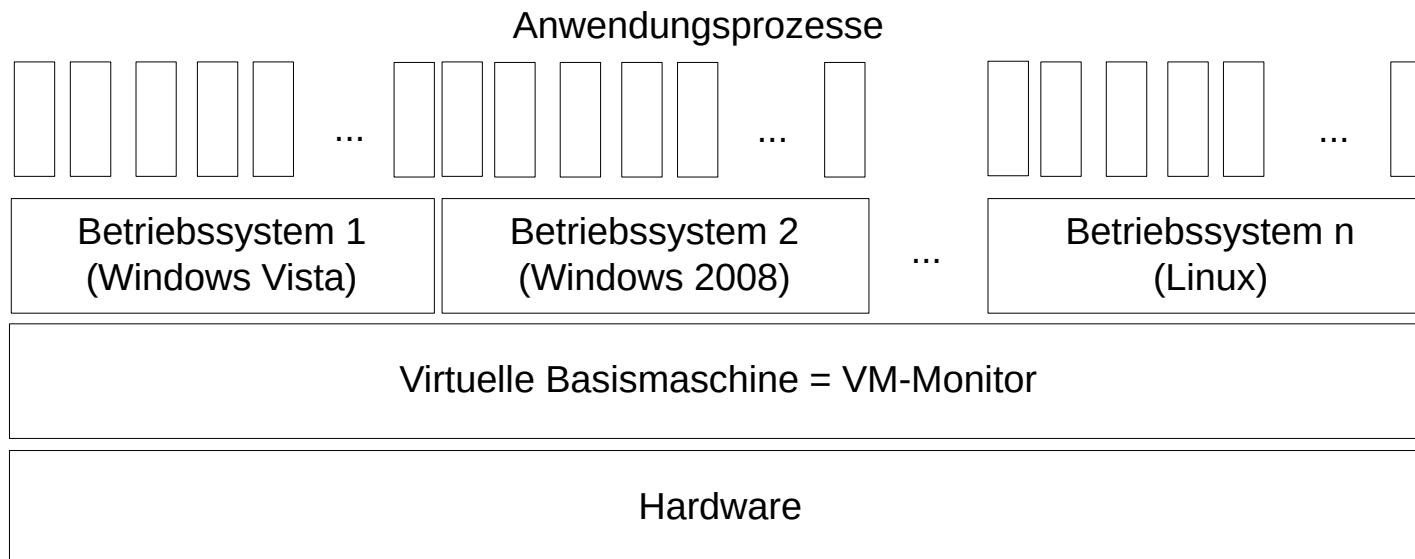 Anwendungsprozesse
... ... ...
Betriebssystem 1
(Windows Vista)
Betriebssystem 2
(Windows 2008)
...
Betriebssystem n
(Linux)
Virtuelle Basismaschine = VM-Monitor
Hardware